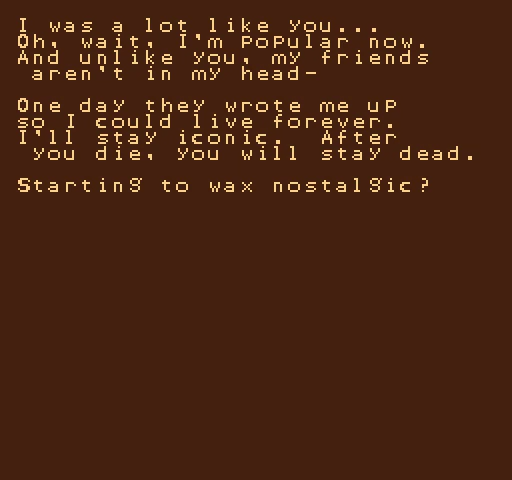 I was a lot like you...
Oh, wait, I'm popular now.
And unlike you, my friends
aren't in my head-
One day they wrote me up
so I could live forever.
I'll stay iconic.  After
you die, you will stay dead.
Starting to wax nostalgic?